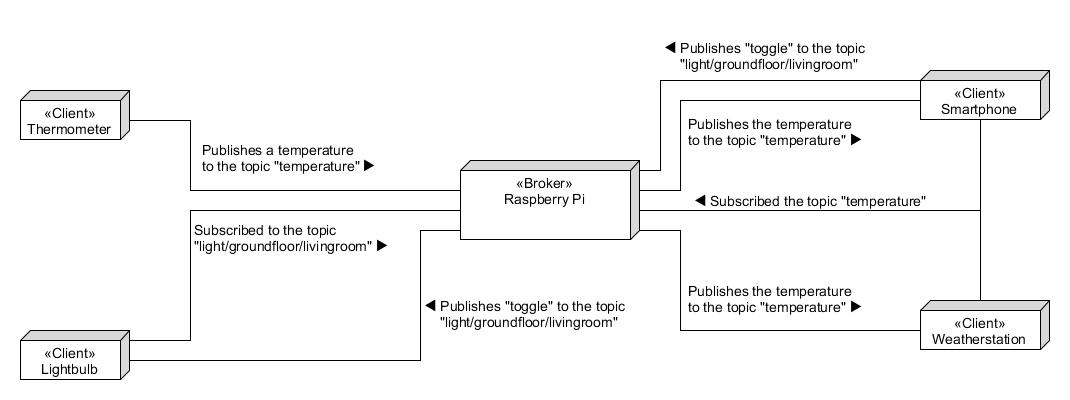 ◀ Publishes "toggle" to the topic
"light/groundfloor/livingroom"
«Client»
Smartphone
«Client»
Thermometer
Publishes the temperature
to the topic "temperature" ▶
Publishes a temperature
to the topic "temperature" ▶
«Broker»
Raspberry Pi
◀ Subscribed the topic "temperature"
Subscribed to the topic
"light/groundfloor/livingroom" ▶
Publishes the temperature
to the topic "temperature" ▶
◀ Publishes "toggle" to the topic
"light/groundfloor/livingroom"
«Client»
Weatherstation
«Client»
Lightbulb